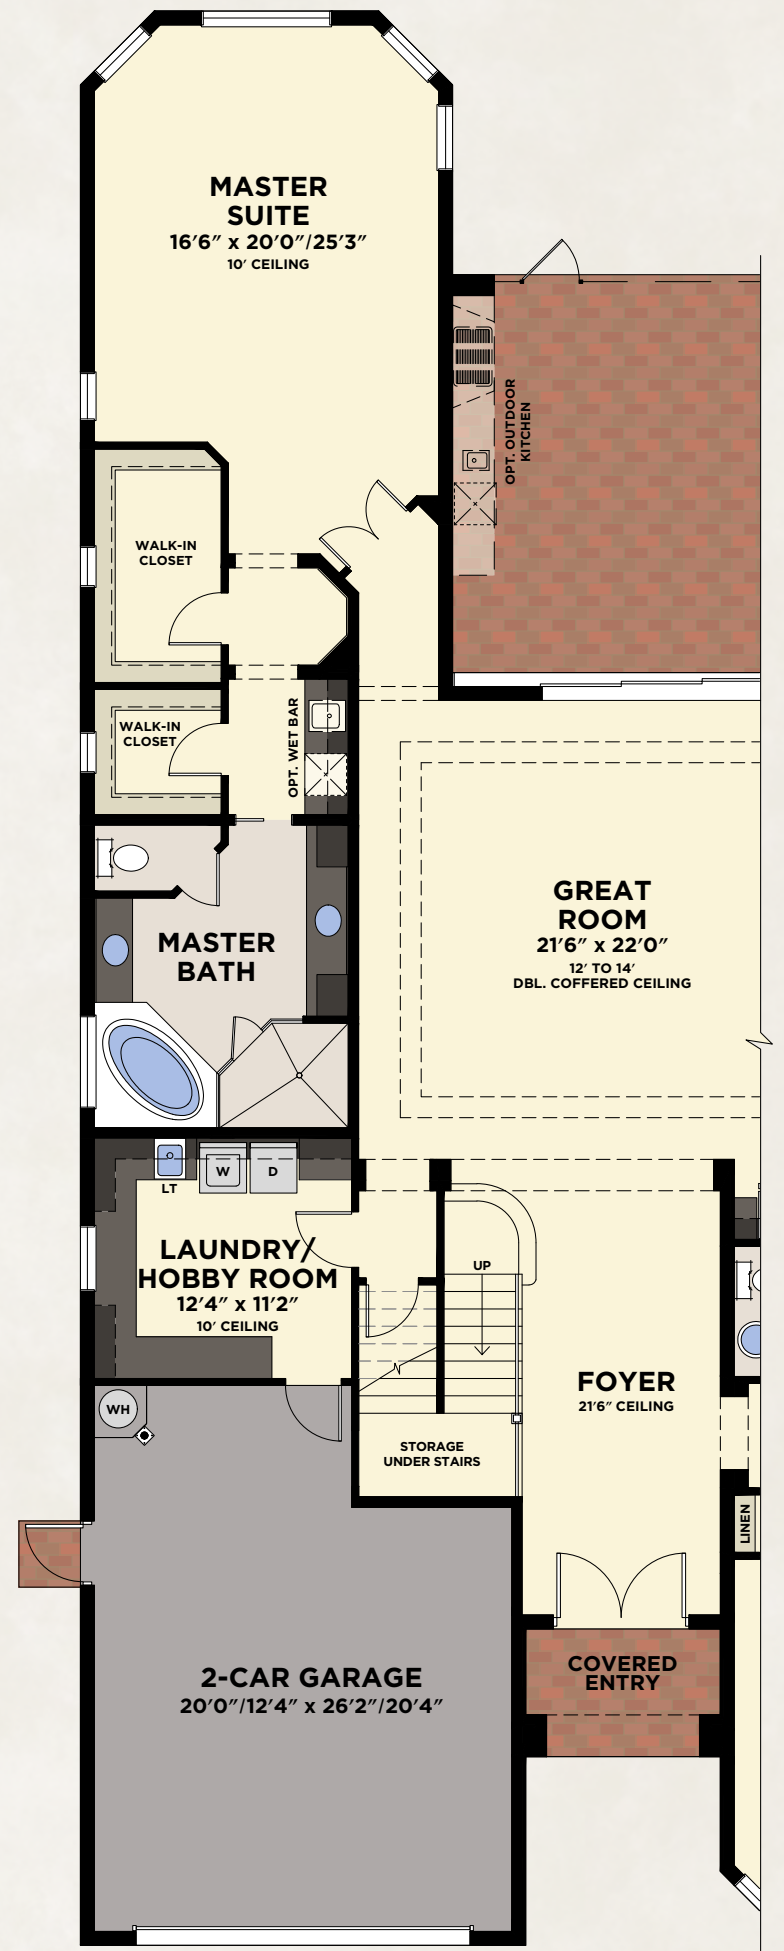 MASTER
SUITE
16′6″ x 20′0″/25′3″
10′ CEILING
OPT. OUTDOOR
KITCHEN
WALK-IN
CLOSET
WALK-IN
CLOSET
OPT. WET BAR
GREAT
ROOM
21′6″ x 22′0″
12′ TO 14′
DBL. COFFERED CEILING
MASTER
BATH
W
D
LT
LAUNDRY/
HOBBY ROOM
12′4″ x 11′2″
10′ CEILING
UP
FOYER
21′6″ CEILING
WH
STORAGE
UNDER STAIRS
LINEN
COVERED
ENTRY
2-CAR GARAGE
20′0″/12′4″ x 26′2″/20′4″